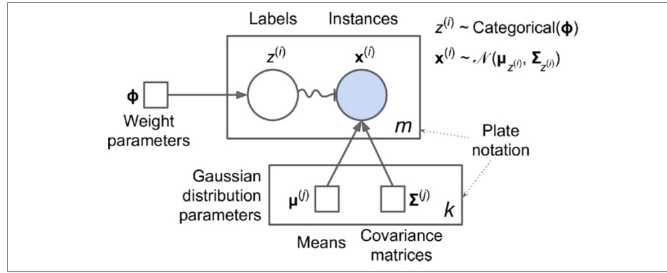 Labels Instances
z⁽ⁱ⁾ ~ Categorical(ϕ)
z⁽ⁱ⁾ x⁽ⁱ⁾
x⁽ⁱ⁾ ~ 𝒩(μ_z⁽ⁱ⁾, Σ_z⁽ⁱ⁾)
ϕ
Weight
parameters
m
Plate
notation
Gaussian
distribution
parameters
μ⁽ʲ⁾ Σ⁽ʲ⁾
k
Means
Covariance
matrices